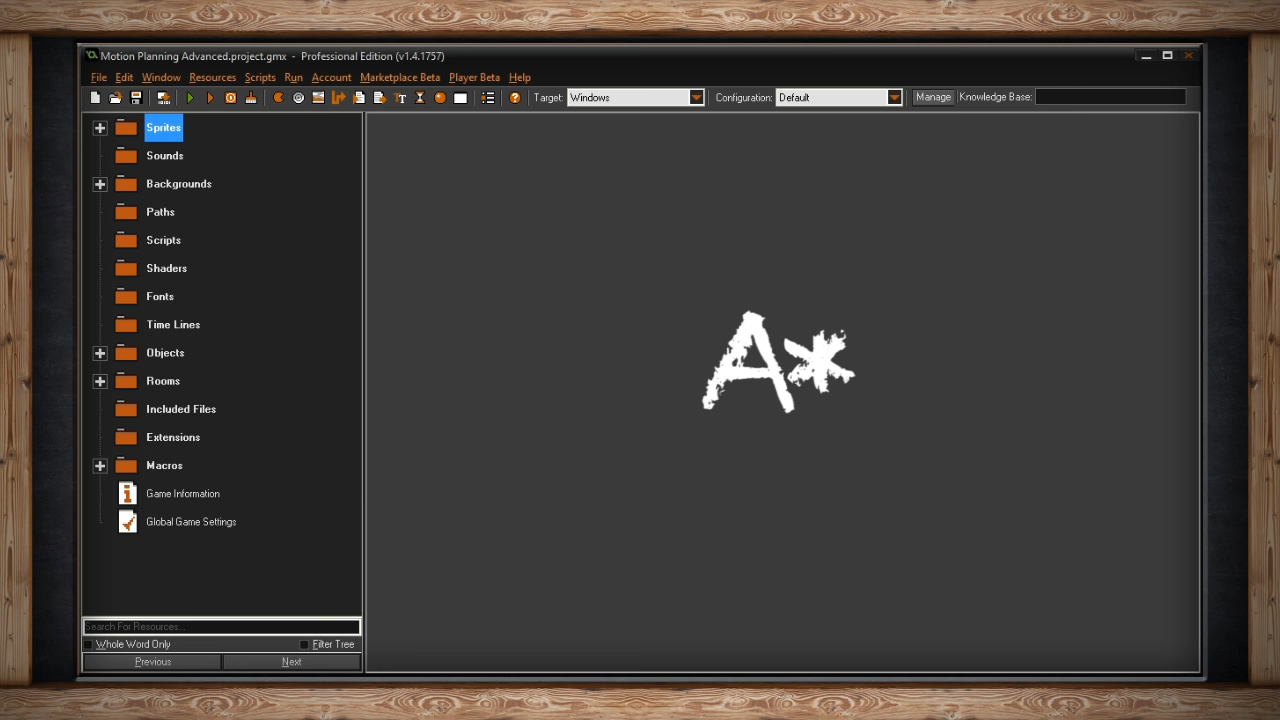 Motion Planning Advanced.project.gmx - Professional Edition (v1.4.1757)
File Edit Window Resources Scripts Run Account Marketplace Beta Player Beta Help
Target: Windows Configuration: Default Manage Knowledge Base:
Sprites
Sounds
Backgrounds
Paths
Scripts
Shaders
Fonts
Time Lines
Objects
Rooms
Included Files
Extensions
Macros
Game Information
Global Game Settings
A*
Search For Resources...
Whole Word Only Filter Tree
Previous Next